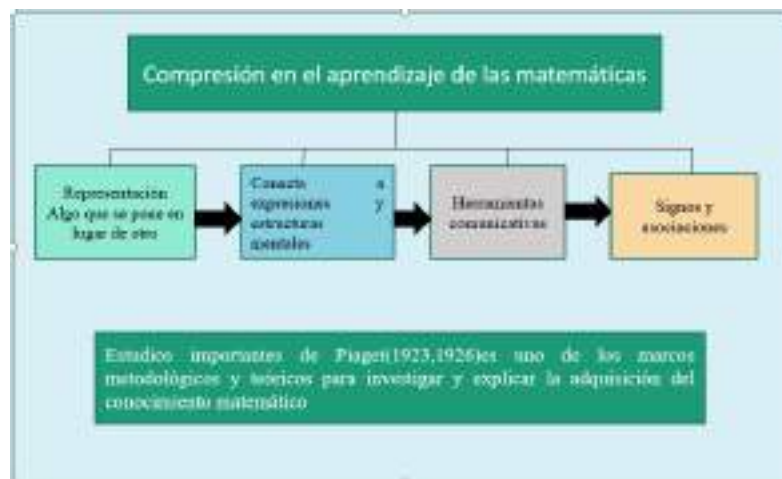 Compresión en el aprendizaje de las matemáticas
Representación
Algo que se pone en
lugar de otro
Conecta a
expresiones y
estructuras
mentales
Herramientas
comunicativas
Signos y
asociaciones
Estudios importantes de Piaget(1923,1926)es uno de los marcos
metodológicos y teóricos para investigar y explicar la adquisición del
conocimiento matemático